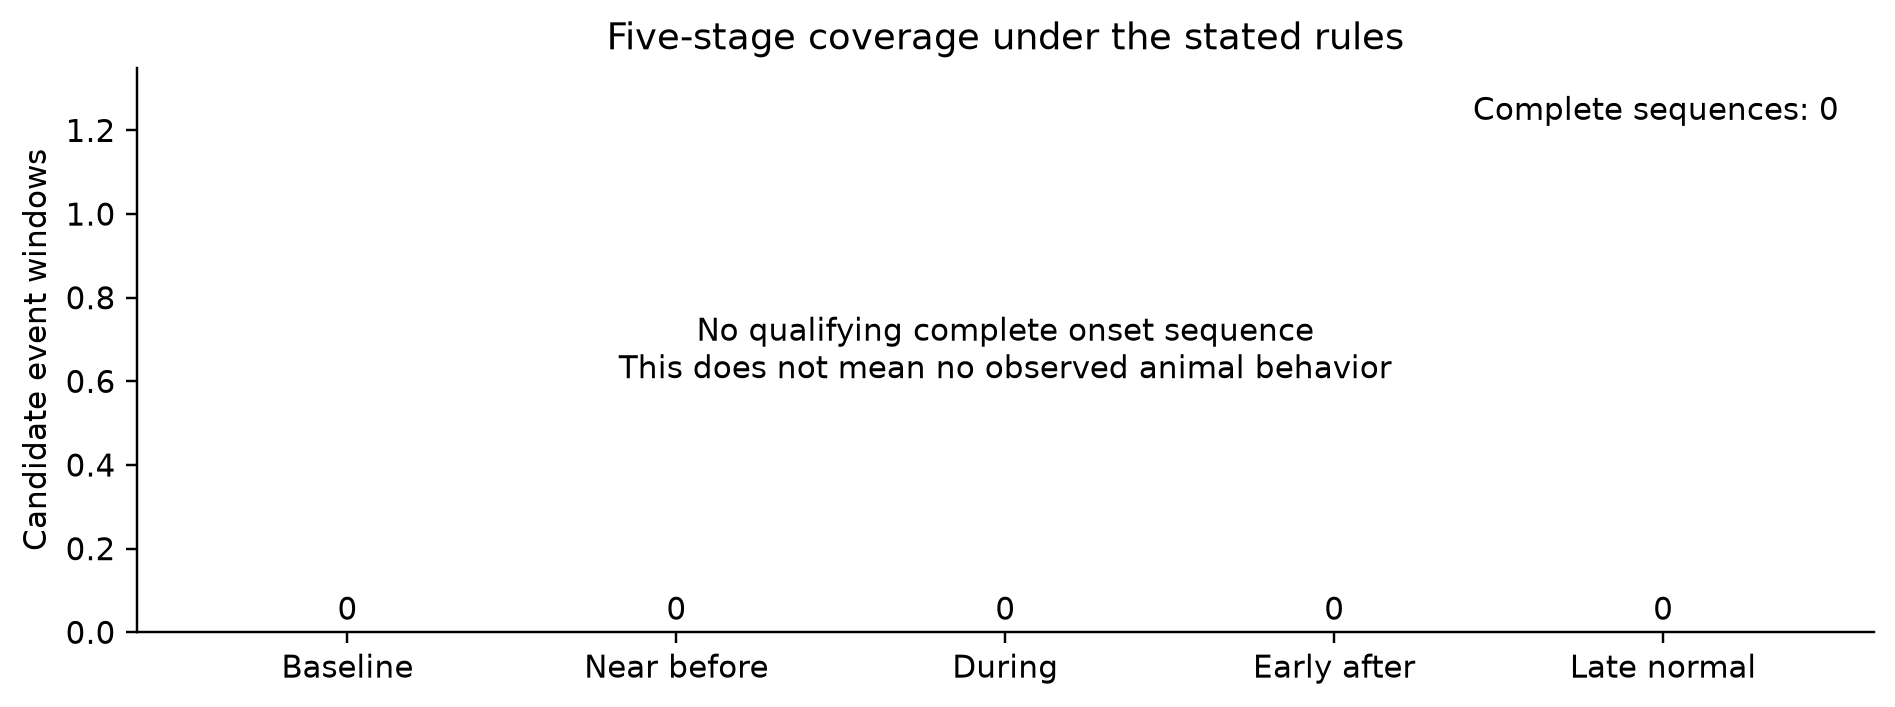 Five-stage coverage under the stated rules
Complete sequences: 0
Candidate event windows
1.2
1.0
0.8
0.6
0.4
0.2
0.0
No qualifying complete onset sequence
This does not mean no observed animal behavior
0 0 0 0 0
Baseline Near before During Early after Late normal